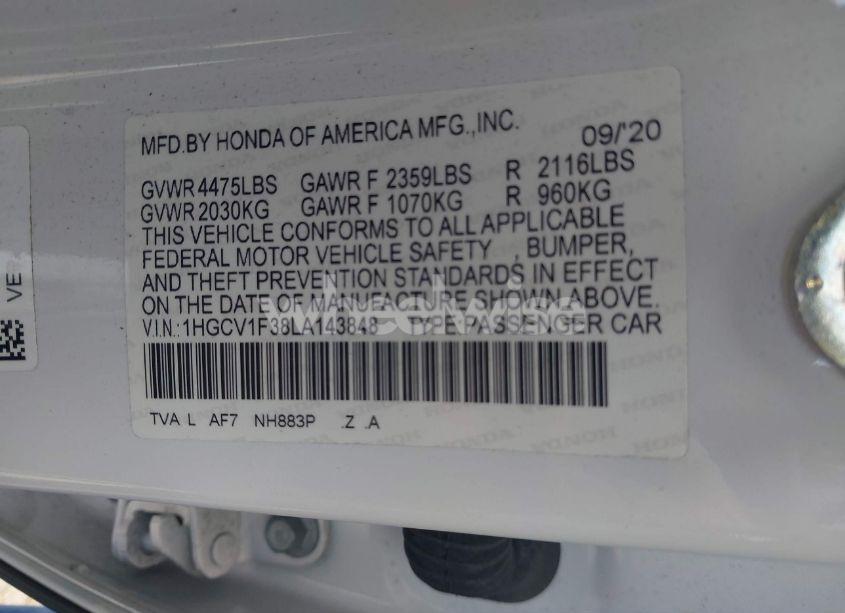 MFD.BY HONDA OF AMERICA MFG.,INC. 09/'20
GVWR 4475LBS GAWR F 2359LBS R 2116LBS
GVWR 2030KG GAWR F 1070KG R 960KG
THIS VEHICLE CONFORMS TO ALL APPLICABLE
FEDERAL MOTOR VEHICLE SAFETY , BUMPER,
AND THEFT PREVENTION STANDARDS IN EFFECT
ON THE DATE OF MANUFACTURE SHOWN ABOVE.
V.I.N.:1HGCV1F38LA143848 TYPE:PASSENGER CAR
TVA L AF7 NH883P .Z .A
VE
HONDA